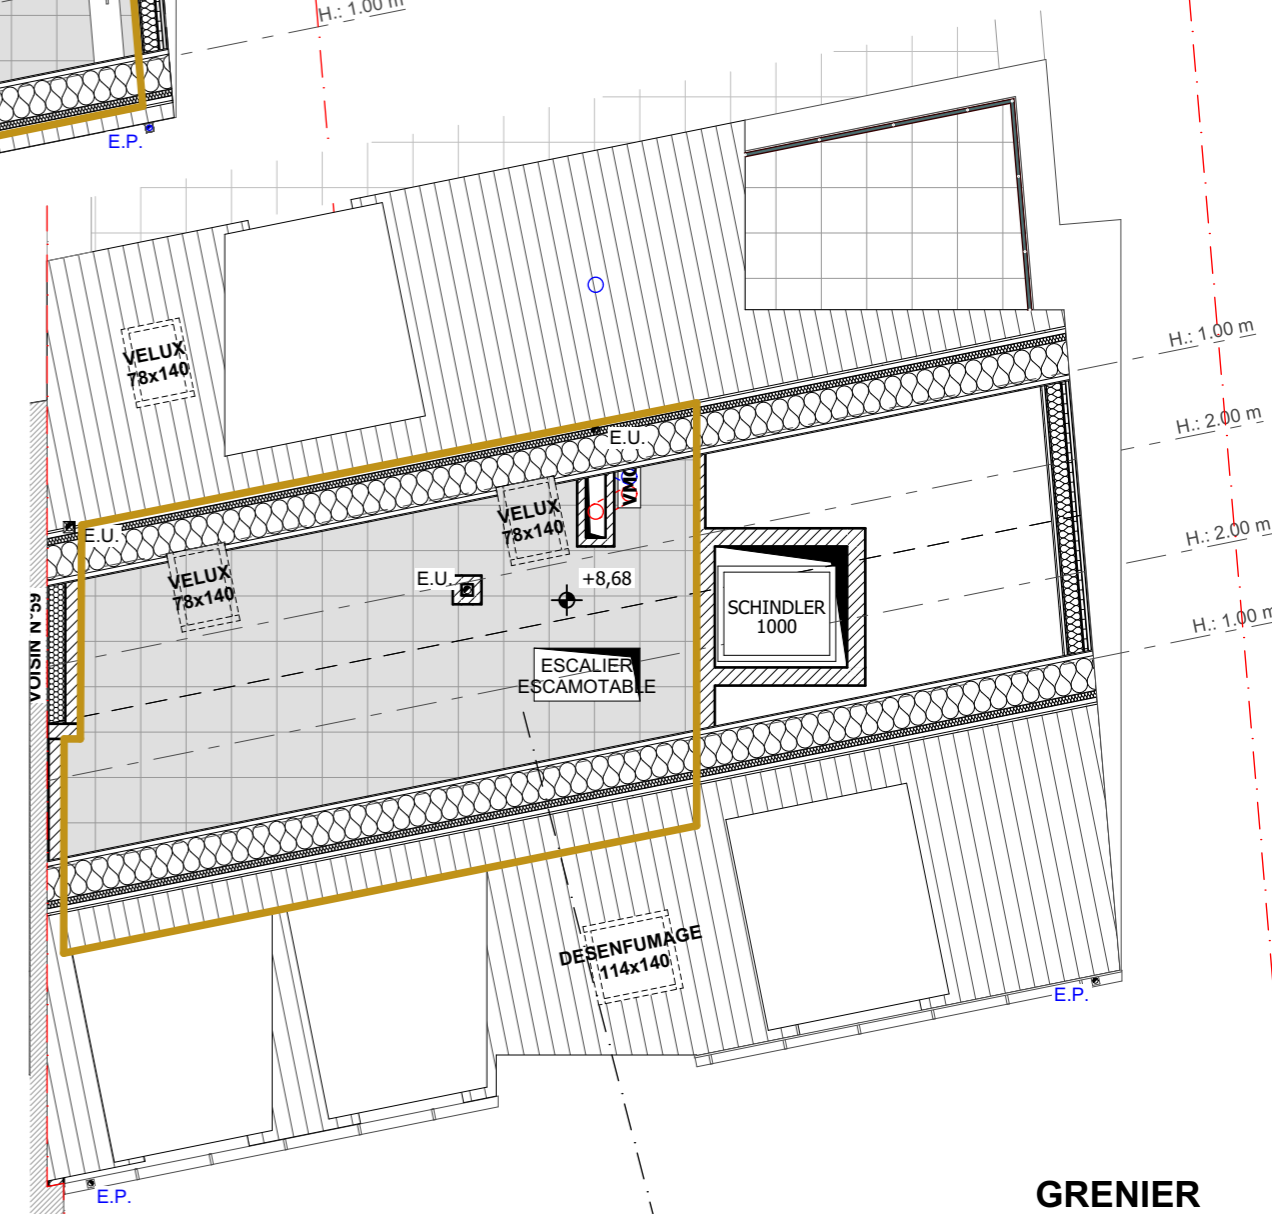 H.: 1.00 m
E.P.
VELUX
78x140
H.: 1.00 m
H.: 2.00 m
E.U.
VMC
VELUX
78x140
E.U.
H.: 2.00 m
VELUX
78x140
E.U.
+8,68
SCHINDLER
1000
H.: 1.00 m
VOISIN N°59
ESCALIER
ESCAMOTABLE
DESENFUMAGE
114x140
E.P.
E.P.
GRENIER